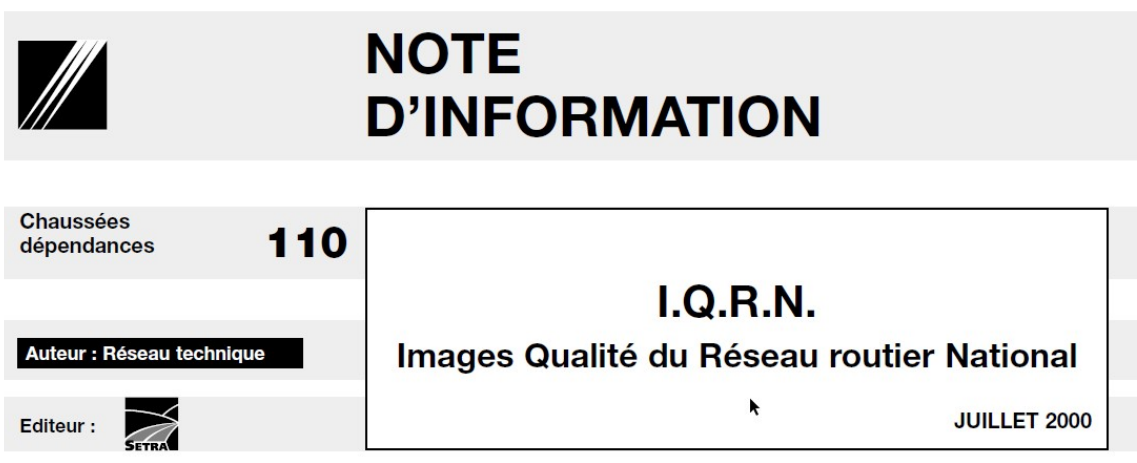 NOTE
D'INFORMATION
Chaussées
dépendances
110
I.Q.R.N.
Images Qualité du Réseau routier National
JUILLET 2000
Auteur : Réseau technique
Editeur :
SETRA